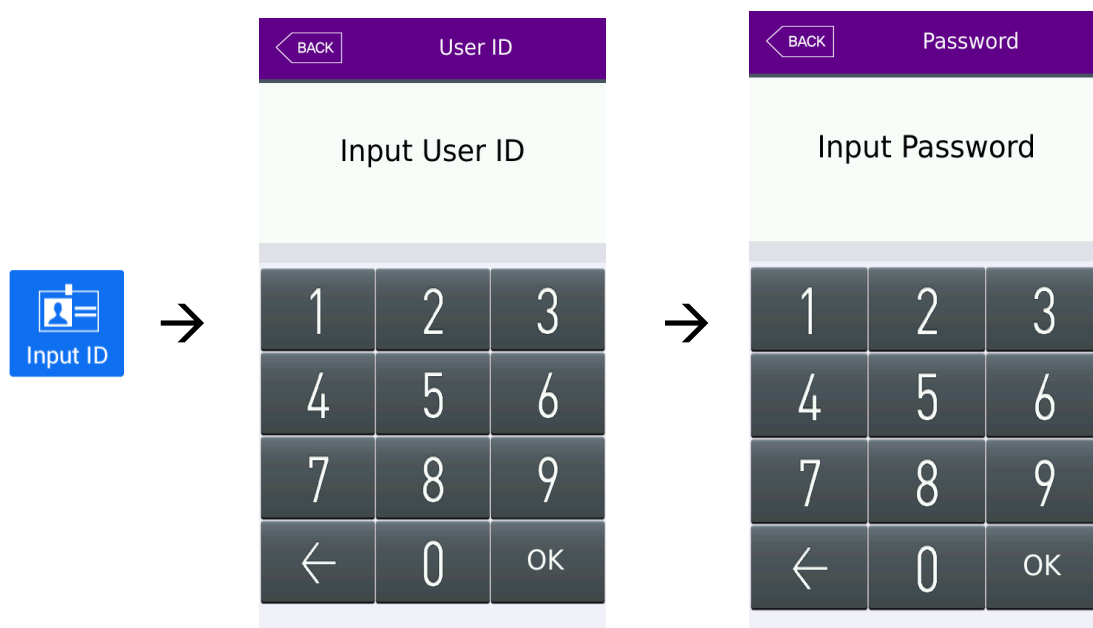 Input ID
BACK User ID
Input User ID
1 2 3
4 5 6
7 8 9
← 0 OK
BACK Password
Input Password
1 2 3
4 5 6
7 8 9
← 0 OK